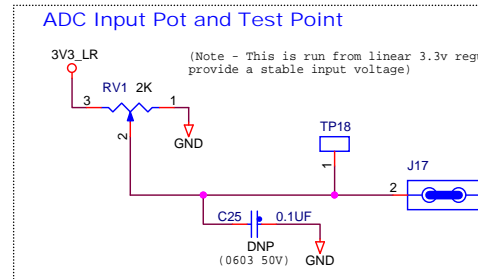 ADC Input Pot and Test Point
(Note - This is run from linear 3.3v
provide a stable input voltage)
3V3_LR
RV1 2K
3 1
2
GND
TP18
1
J17
2
C25 0.1UF
DNP
(0603 50V)
GND